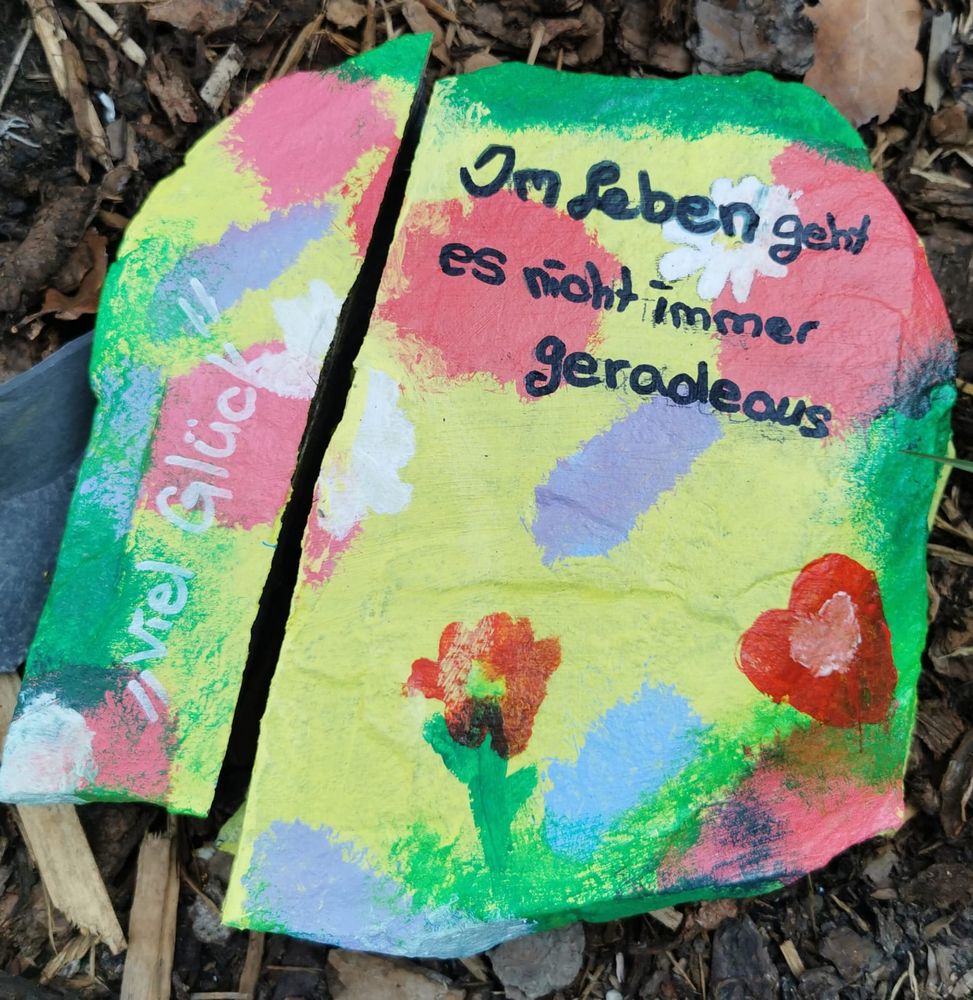 Im Leben geht
es nicht immer
geradeaus
"Viel Glück"